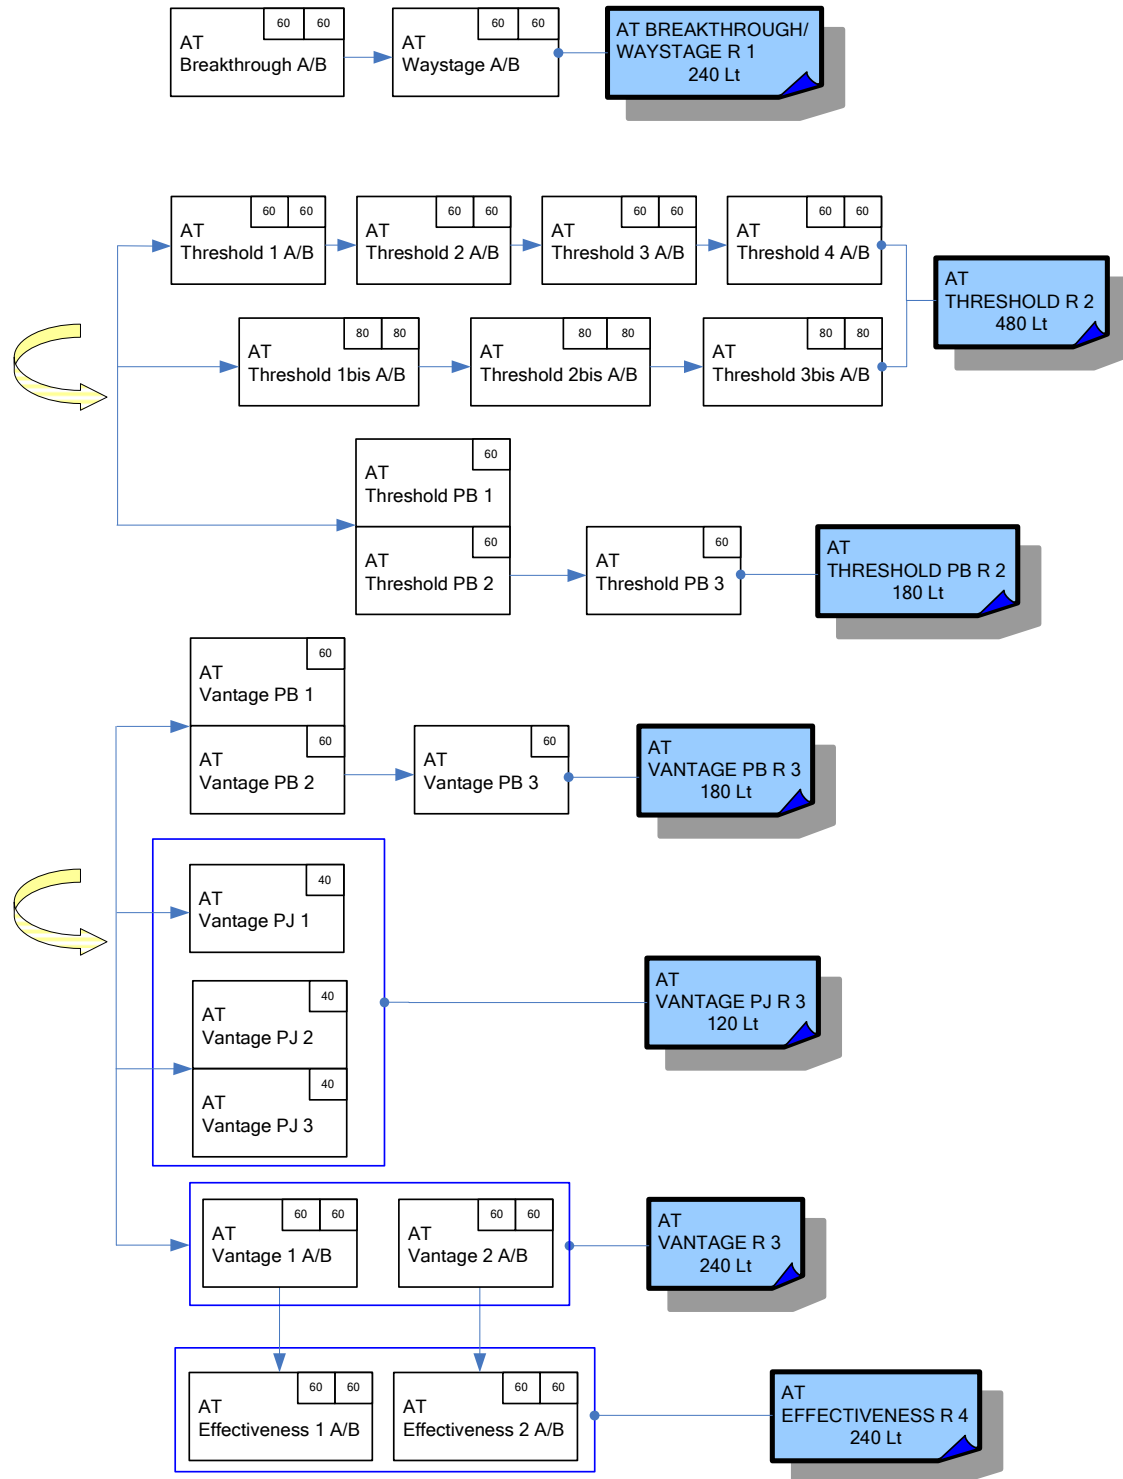 60 60
AT
Breakthrough A/B
60 60
AT
Waystage A/B
AT BREAKTHROUGH/
WAYSTAGE R 1
240 Lt
60 60
AT
Threshold 1 A/B
60 60
AT
Threshold 2 A/B
60 60
AT
Threshold 3 A/B
60 60
AT
Threshold 4 A/B
AT
THRESHOLD R 2
480 Lt
80 80
AT
Threshold 1bis A/B
80 80
AT
Threshold 2bis A/B
80 80
AT
Threshold 3bis A/B
60
AT
Threshold PB 1
60
AT
Threshold PB 2
60
AT
Threshold PB 3
AT
THRESHOLD PB R 2
180 Lt
60
AT
Vantage PB 1
60
AT
Vantage PB 2
60
AT
Vantage PB 3
AT
VANTAGE PB R 3
180 Lt
40
AT
Vantage PJ 1
40
AT
Vantage PJ 2
40
AT
Vantage PJ 3
AT
VANTAGE PJ R 3
120 Lt
60 60
AT
Vantage 1 A/B
60 60
AT
Vantage 2 A/B
AT
VANTAGE R 3
240 Lt
60 60
AT
Effectiveness 1 A/B
60 60
AT
Effectiveness 2 A/B
AT
EFFECTIVENESS R 4
240 Lt